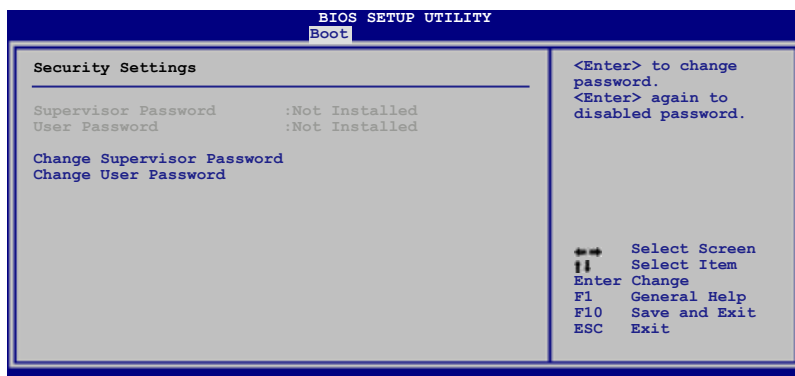 BIOS SETUP UTILITY
Boot
Security Settings
Supervisor Password :Not Installed
User Password :Not Installed
Change Supervisor Password
Change User Password
<Enter> to change
password.
<Enter> again to
disabled password.
←→ Select Screen
↑↓ Select Item
Enter Change
F1 General Help
F10 Save and Exit
ESC Exit